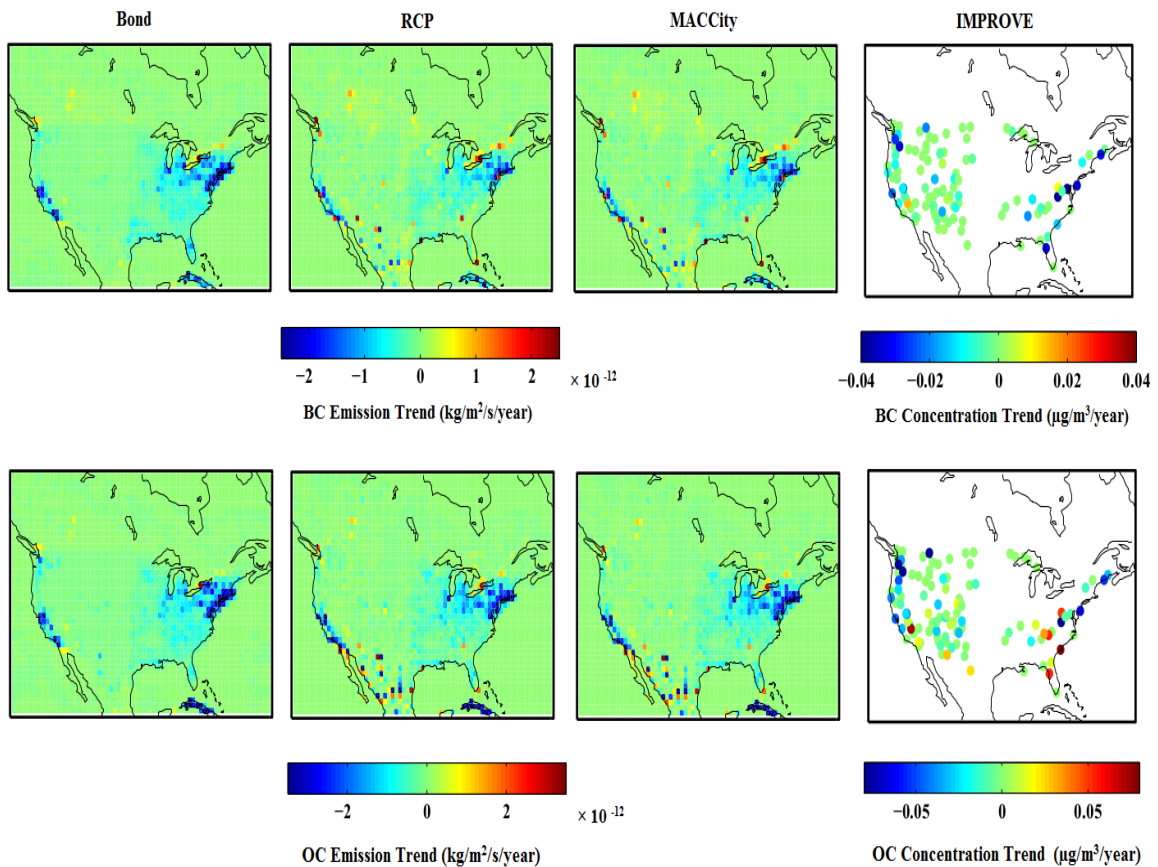 Bond RCP MACCity IMPROVE
−2 −1 0 1 2 × 10 -12
−0.04 −0.02 0 0.02 0.04
BC Emission Trend (kg/m²/s/year)
BC Concentration Trend (µg/m³/year)
−2 0 2 × 10 -12
−0.05 0 0.05
OC Emission Trend (kg/m²/s/year)
OC Concentration Trend (µg/m³/year)